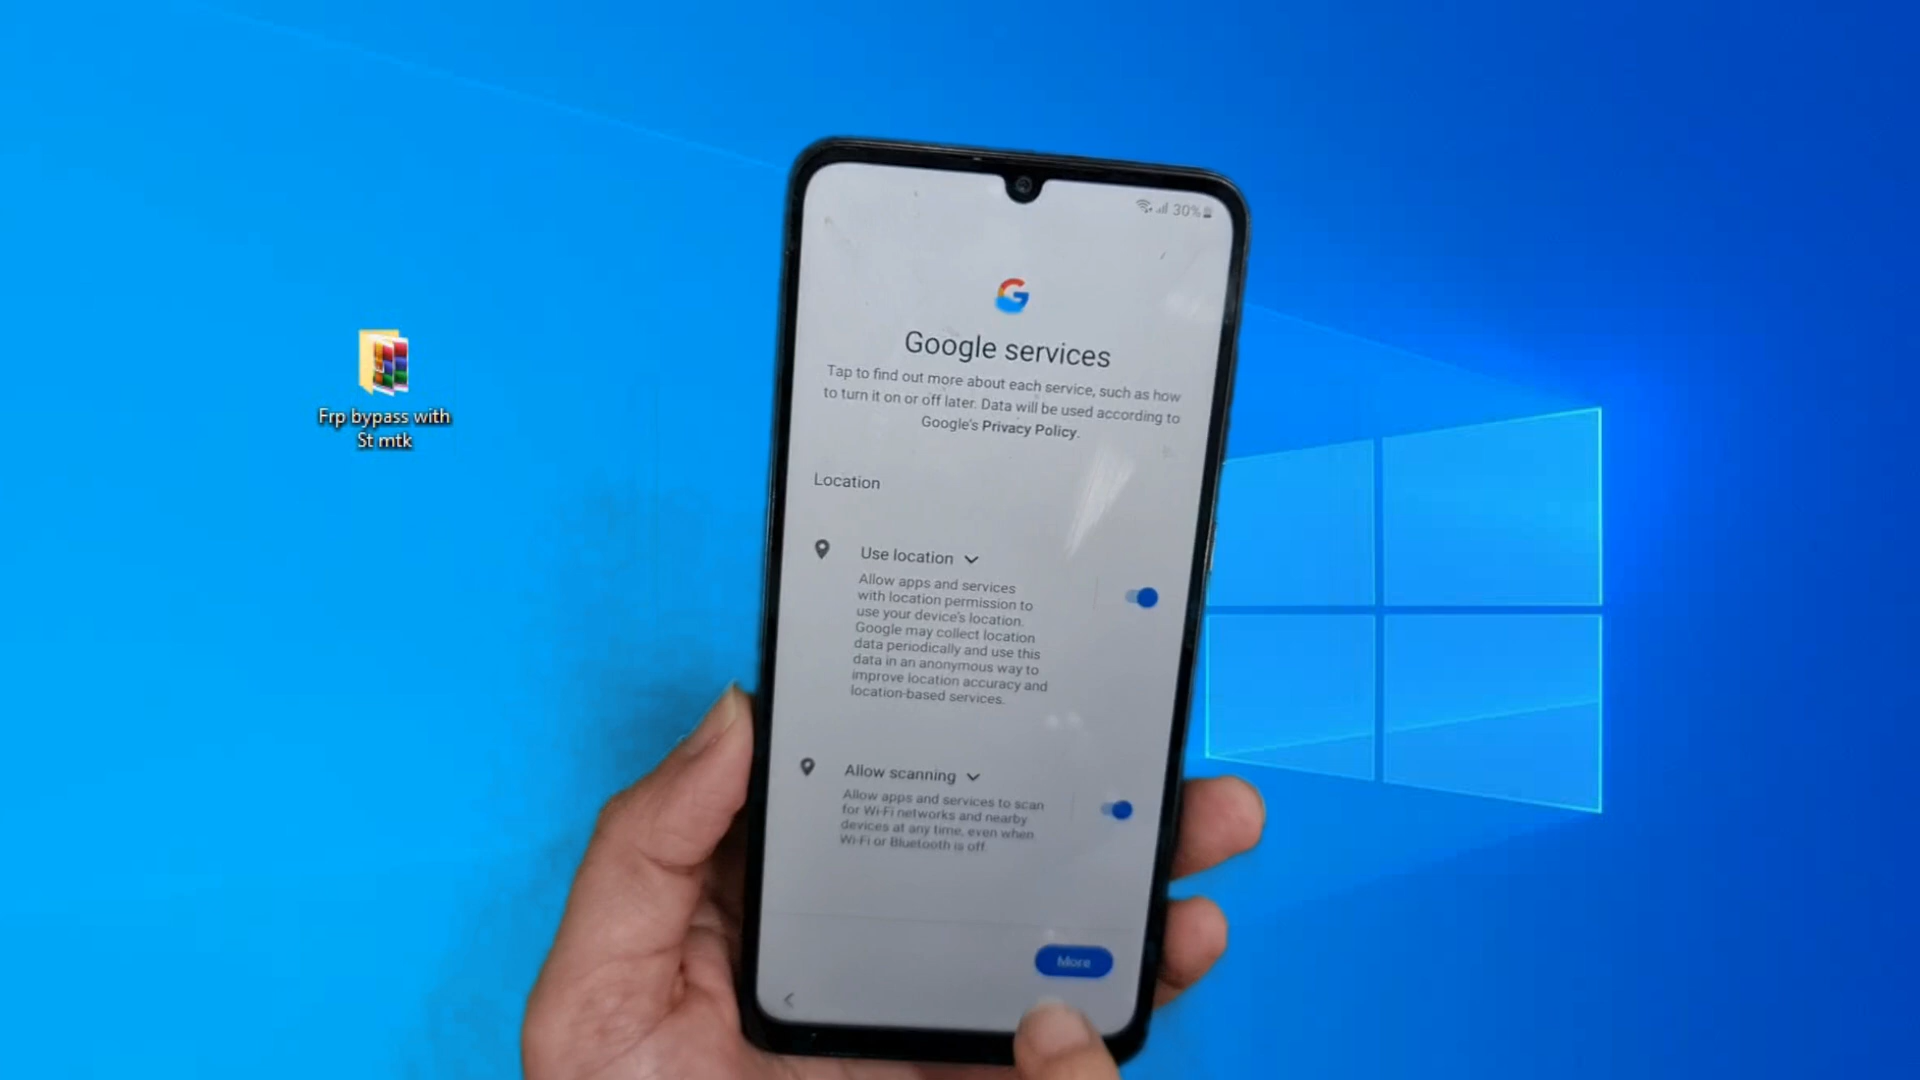 30%
Google services
Tap to find out more about each service, such as how
to turn it on or off later. Data will be used according to
Google's Privacy Policy.
Location
Use location
Allow apps and services
with location permission to
use your device's location.
Google may collect location
data periodically and use this
data in an anonymous way to
improve location accuracy and
location-based services.
Allow scanning
Allow apps and services to scan
for Wi-Fi networks and nearby
devices at any time, even when
Wi-Fi or Bluetooth is off.
More
Frp bypass with
St mtk